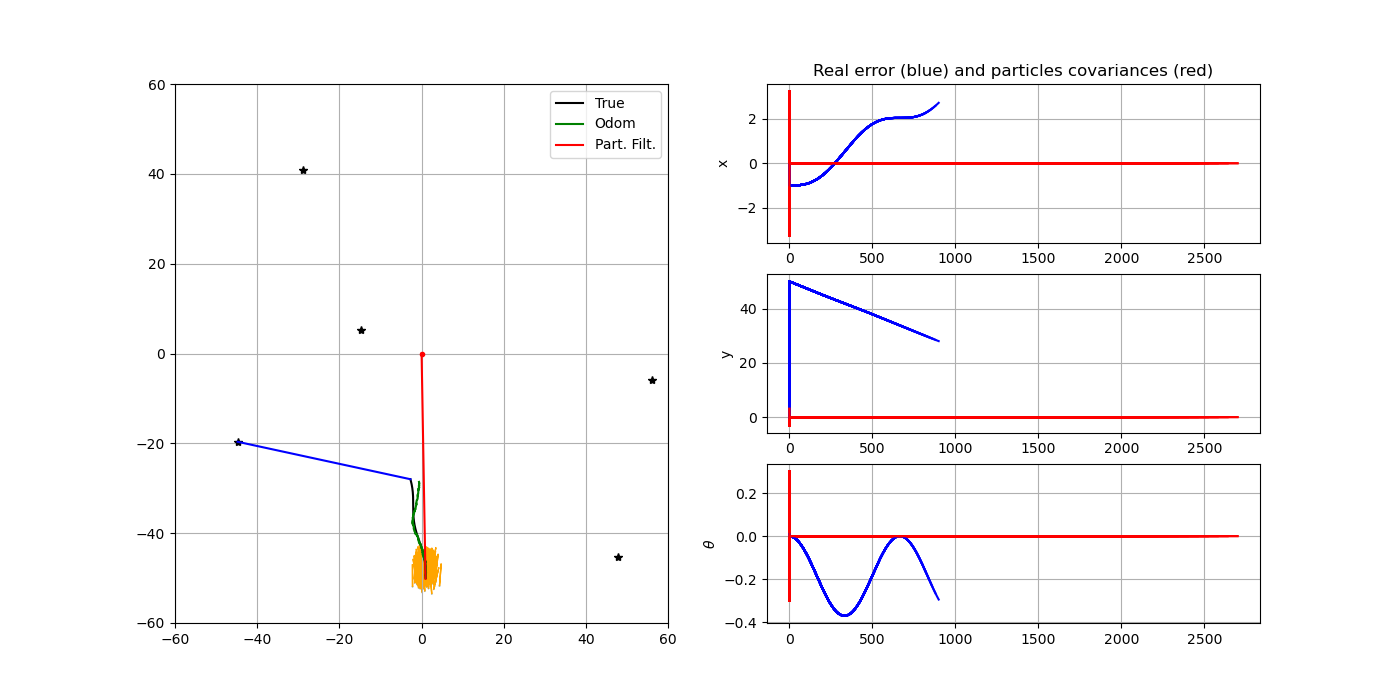 60
40
20
0
−20
−40
−60
−60 −40 −20 0 20 40 60
True
Odom
Part. Filt.
Real error (blue) and particles covariances (red)
x
2
0
−2
0 500 1000 1500 2000 2500
y
40
20
0
0 500 1000 1500 2000 2500
θ
0.2
0.0
−0.2
−0.4
0 500 1000 1500 2000 2500